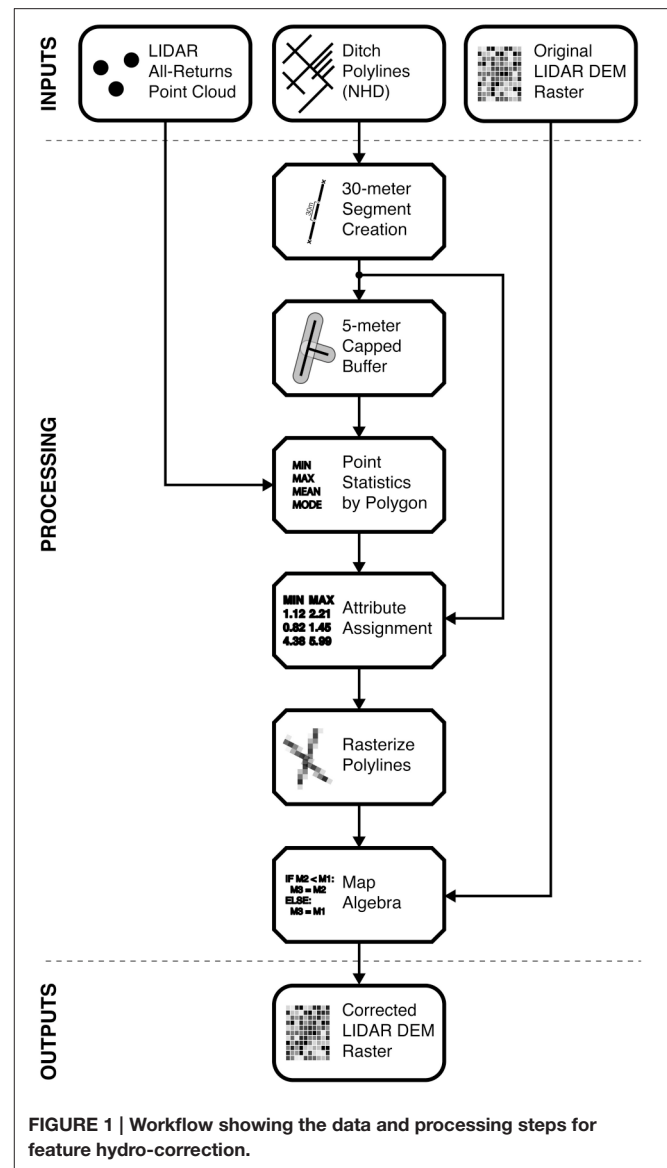 INPUTS
LIDAR
All-Returns
Point Cloud
Ditch
Polylines
(NHD)
Original
LIDAR DEM
Raster
PROCESSING
30m
30-meter
Segment
Creation
5-meter
Capped
Buffer
MIN
MAX
MEAN
MODE
Point
Statistics
by Polygon
MIN MAX
1.12 2.21
0.82 1.45
4.38 5.99
Attribute
Assignment
Rasterize
Polylines
IF M2 < M1:
M3 = M2
ELSE:
M3 = M1
Map
Algebra
OUTPUTS
Corrected
LIDAR DEM
Raster
FIGURE 1 | Workflow showing the data and processing steps for
feature hydro-correction.